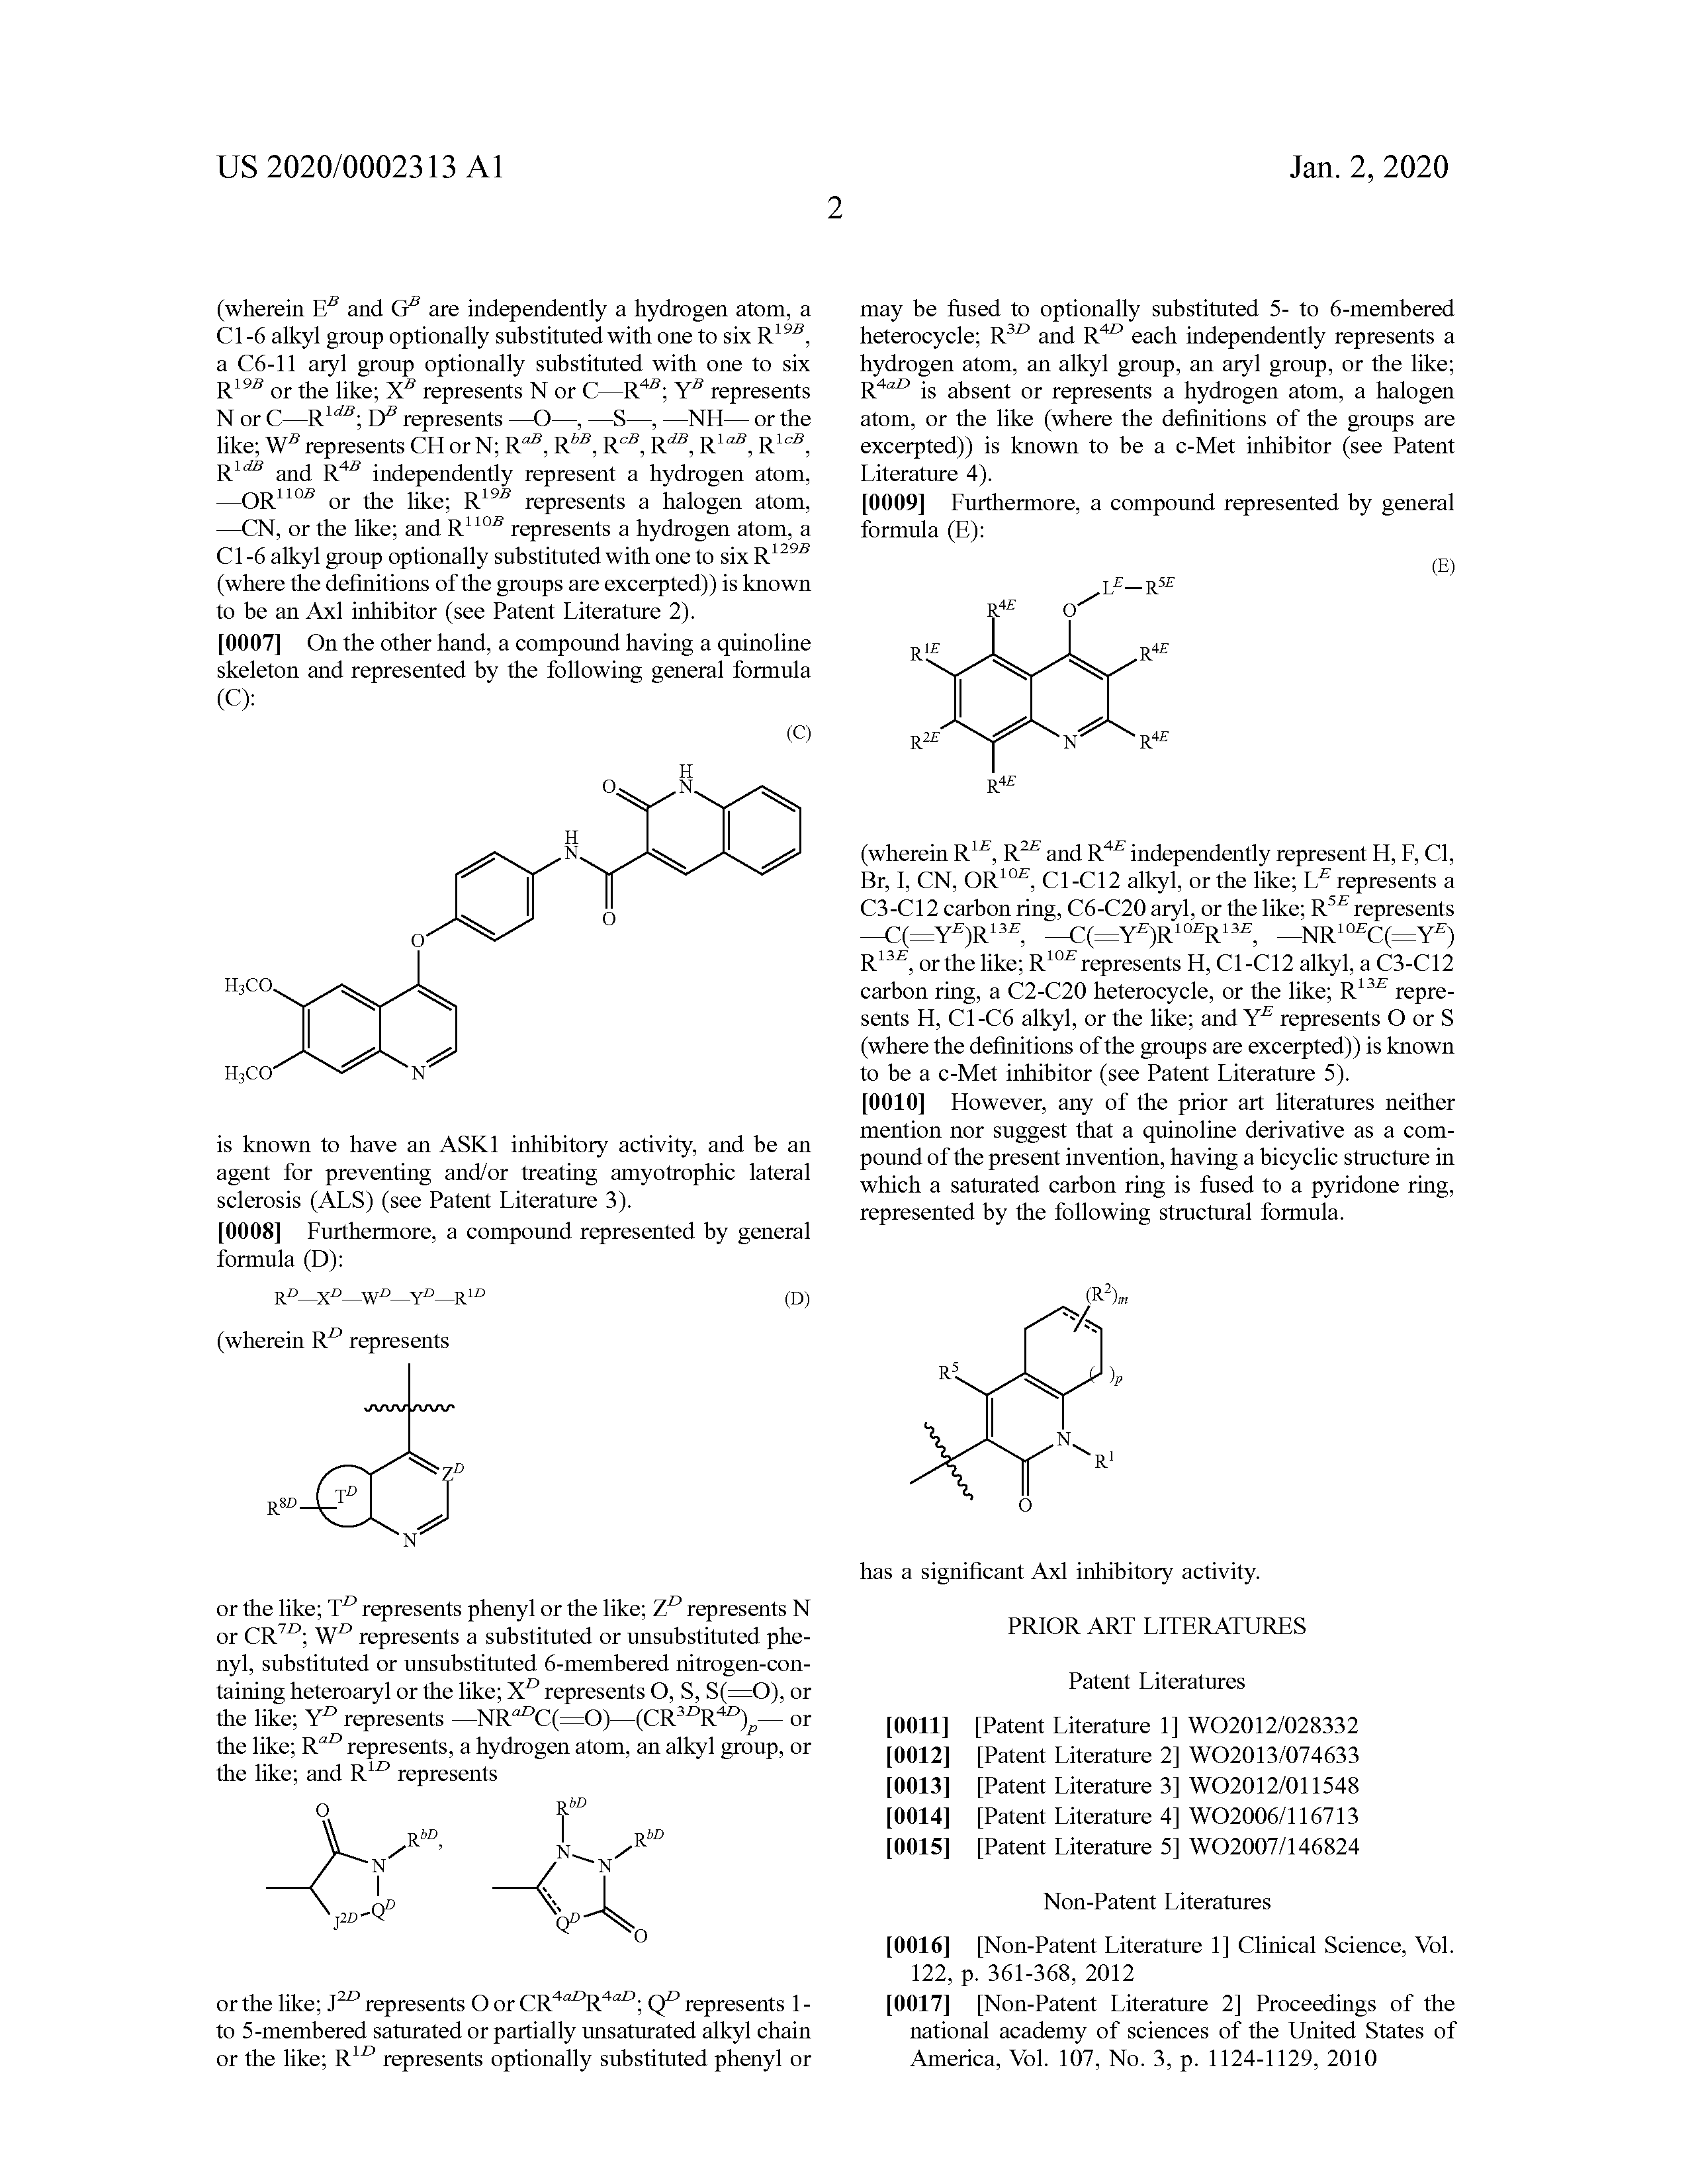 US 2020/0002313 A1
Jan. 2, 2020
2
(wherein E^B and G^B are independently a hydrogen atom, a
C1-6 alkyl group optionally substituted with one to six R^19B,
a C6-11 aryl group optionally substituted with one to six
R^19B or the like; X^B represents N or C—R^4B; Y^B represents
N or C—R^1dB; D^B represents —O—, —S—, —NH— or the
like; W^B represents CH or N; R^aB, R^bB, R^cB, R^dB, R^1aB, R^1cB,
R^1dB and R^4B independently represent a hydrogen atom,
—OR^110B or the like; R^19B represents a halogen atom,
—CN, or the like; and R^110B represents a hydrogen atom, a
C1-6 alkyl group optionally substituted with one to six R^129B
(where the definitions of the groups are excerpted)) is known
to be an Axl inhibitor (see Patent Literature 2).
[0007] On the other hand, a compound having a quinoline
skeleton and represented by the following general formula
(C):
(C)
H
O N
H
N
O
O
H3CO
H3CO N
is known to have an ASK1 inhibitory activity, and be an
agent for preventing and/or treating amyotrophic lateral
sclerosis (ALS) (see Patent Literature 3).
[0008] Furthermore, a compound represented by general
formula (D):
R^D—X^D—W^D—Y^D—R^1D (D)
(wherein R^D represents
Z^D
T^D
R^8D
N
or the like; T^D represents phenyl or the like; Z^D represents N
or CR^7D; W^D represents a substituted or unsubstituted phe-
nyl, substituted or unsubstituted 6-membered nitrogen-con-
taining heteroaryl or the like; X^D represents O, S, S(=O), or
the like; Y^D represents —NR^aDC(=O)—(CR^3DR^4D)p— or
the like; R^aD represents, a hydrogen atom, an alkyl group, or
the like; and R^1D represents
O R^bD
R^bD, R^bD
N N N
J^2D Q^D Q^D O
or the like; J^2D represents O or CR^4aDR^4aD; Q^D represents 1-
to 5-membered saturated or partially unsaturated alkyl chain
or the like; R^1D represents optionally substituted phenyl or
may be fused to optionally substituted 5- to 6-membered
heterocycle; R^3D and R^4D each independently represents a
hydrogen atom, an alkyl group, an aryl group, or the like;
R^4aD is absent or represents a hydrogen atom, a halogen
atom, or the like (where the definitions of the groups are
excerpted)) is known to be a c-Met inhibitor (see Patent
Literature 4).
[0009] Furthermore, a compound represented by general
formula (E):
(E)
L^E—R^5E
R^4E O
R^1E R^4E
R^2E N R^4E
R^4E
(wherein R^1E, R^2E and R^4E independently represent H, F, Cl,
Br, I, CN, OR^10E, C1-C12 alkyl, or the like; L^E represents a
C3-C12 carbon ring, C6-C20 aryl, or the like; R^5E represents
—C(=Y^E)R^13E, —C(=Y^E)R^10ER^13E, —NR^10EC(=Y^E)
R^13E, or the like; R^10E represents H, C1-C12 alkyl, a C3-C12
carbon ring, a C2-C20 heterocycle, or the like; R^13E repre-
sents H, C1-C6 alkyl, or the like; and Y^E represents O or S
(where the definitions of the groups are excerpted)) is known
to be a c-Met inhibitor (see Patent Literature 5).
[0010] However, any of the prior art literatures neither
mention nor suggest that a quinoline derivative as a com-
pound of the present invention, having a bicyclic structure in
which a saturated carbon ring is fused to a pyridone ring,
represented by the following structural formula.
(R^2)m
R^5 ( )p
N
R^1
O
has a significant Axl inhibitory activity.
PRIOR ART LITERATURES
Patent Literatures
[0011] [Patent Literature 1] WO2012/028332
[0012] [Patent Literature 2] WO2013/074633
[0013] [Patent Literature 3] WO2012/011548
[0014] [Patent Literature 4] WO2006/116713
[0015] [Patent Literature 5] WO2007/146824
Non-Patent Literatures
[0016] [Non-Patent Literature 1] Clinical Science, Vol.
122, p. 361-368, 2012
[0017] [Non-Patent Literature 2] Proceedings of the
national academy of sciences of the United States of
America, Vol. 107, No. 3, p. 1124-1129, 2010